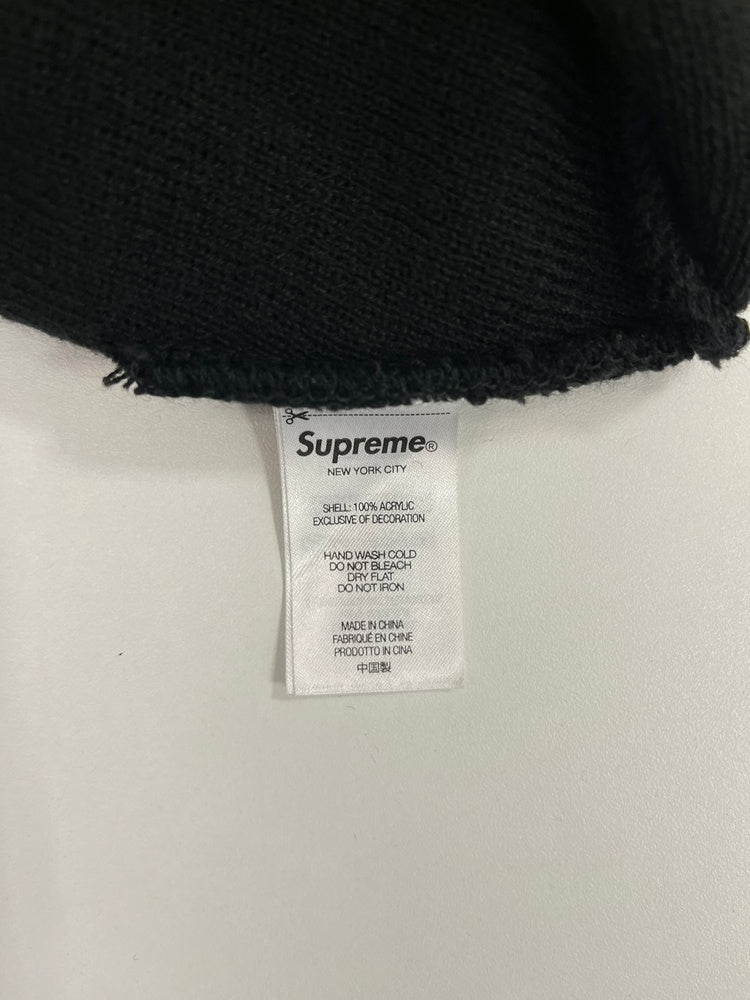 Supreme®
NEW YORK CITY
SHELL: 100% ACRYLIC
EXCLUSIVE OF DECORATION
HAND WASH COLD
DO NOT BLEACH
DRY FLAT
DO NOT IRON
MADE IN CHINA
FABRIQUÉ EN CHINE
PRODOTTO IN CINA
中国製